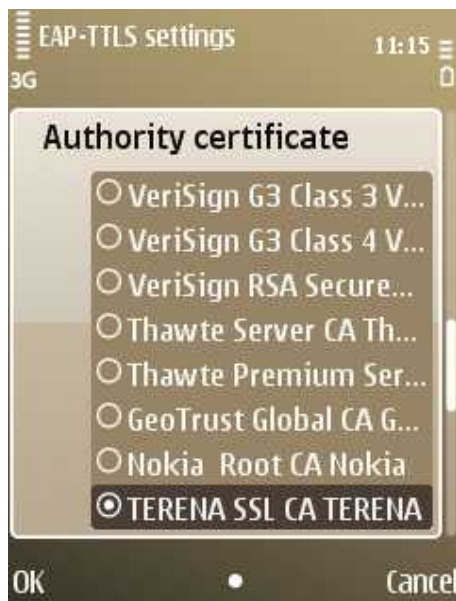 EAP-TTLS settings
11:15
3G
Authority certificate
VeriSign G3 Class 3 V...
VeriSign G3 Class 4 V...
VeriSign RSA Secure...
Thawte Server CA Th...
Thawte Premium Ser...
GeoTrust Global CA G...
Nokia Root CA Nokia
TERENA SSL CA TERENA
OK
Cancel